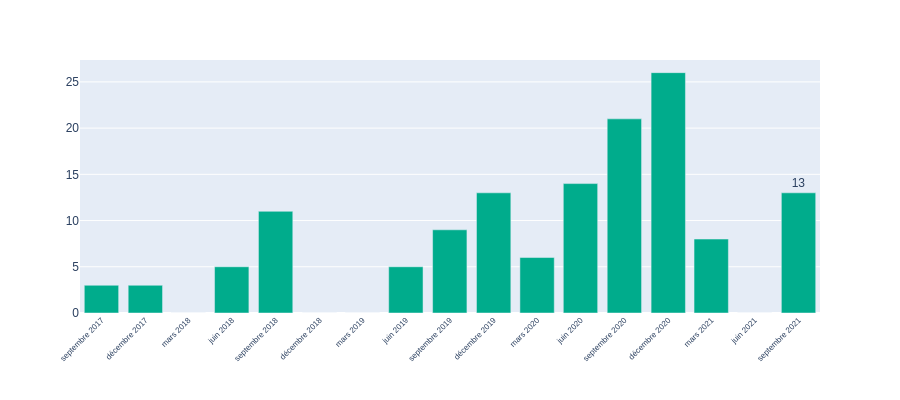 25
20
15
10
5
0
13
septembre 2017
décembre 2017
mars 2018
juin 2018
septembre 2018
décembre 2018
mars 2019
juin 2019
septembre 2019
décembre 2019
mars 2020
juin 2020
septembre 2020
décembre 2020
mars 2021
juin 2021
septembre 2021